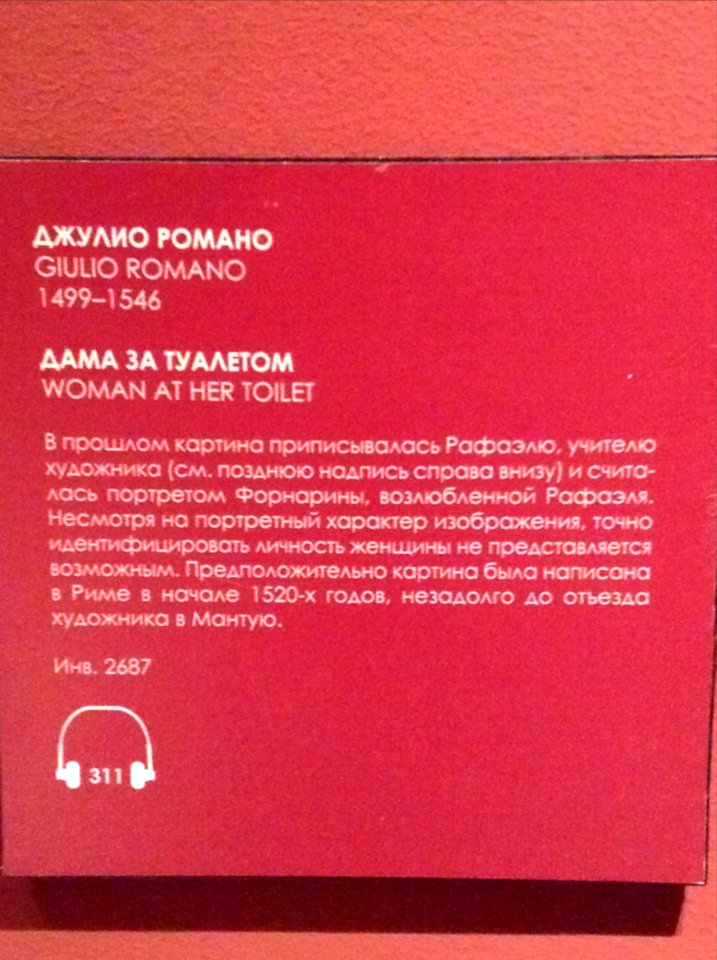 ДЖУЛИО РОМАНО
GIULIO ROMANO
1499–1546
ДАМА ЗА ТУАЛЕТОМ
WOMAN AT HER TOILET
В прошлом картина приписывалась Рафаэлю, учителю
художника (см. позднюю надпись справа внизу) и счита-
лась портретом Форнарины, возлюбленной Рафаэля.
Несмотря на портретный характер изображения, точно
идентифицировать личность женщины не представляется
возможным. Предположительно картина была написана
в Риме в начале 1520-х годов, незадолго до отъезда
художника в Мантую.
Инв. 2687
311